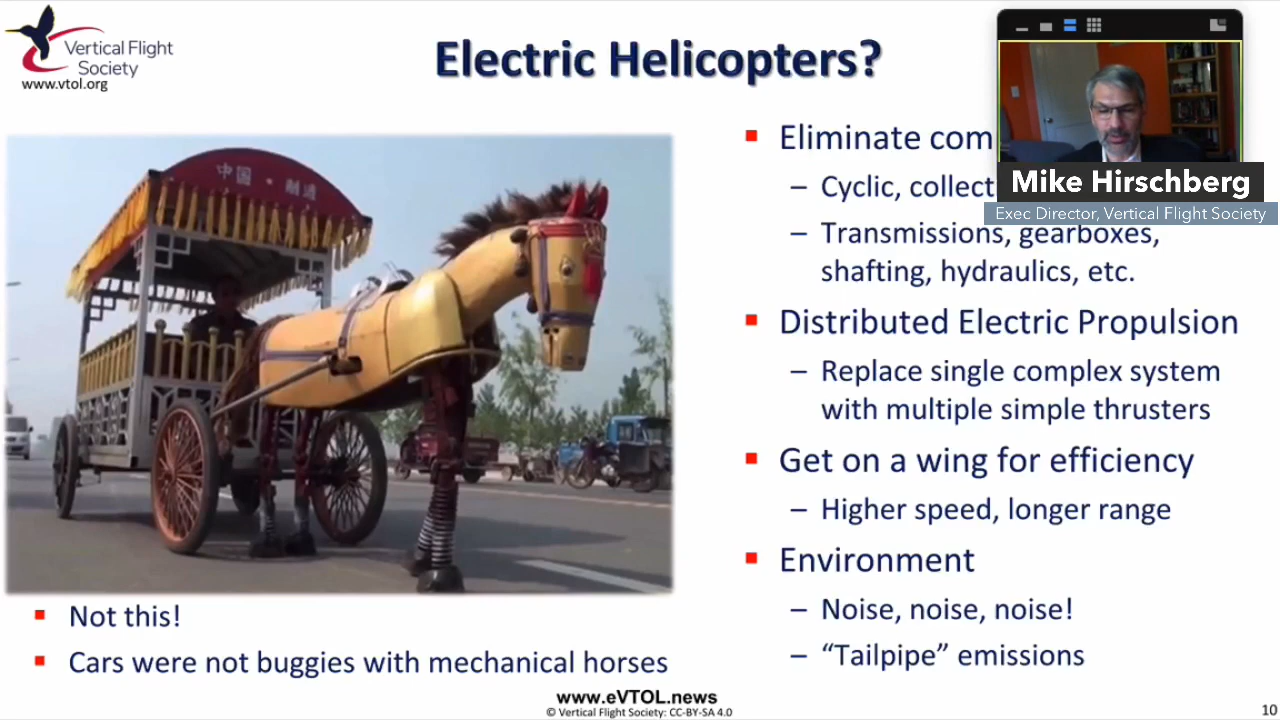 Vertical Flight
Society
www.vtol.org
Electric Helicopters?
中国 · 制造
▪ Not this!
▪ Cars were not buggies with mechanical horses
▪ Eliminate com
– Cyclic, collect
– Transmissions, gearboxes,
shafting, hydraulics, etc.
▪ Distributed Electric Propulsion
– Replace single complex system
with multiple simple thrusters
▪ Get on a wing for efficiency
– Higher speed, longer range
▪ Environment
– Noise, noise, noise!
– “Tailpipe” emissions
Mike Hirschberg
Exec Director, Vertical Flight Society
www.eVTOL.news
© Vertical Flight Society: CC-BY-SA 4.0
10